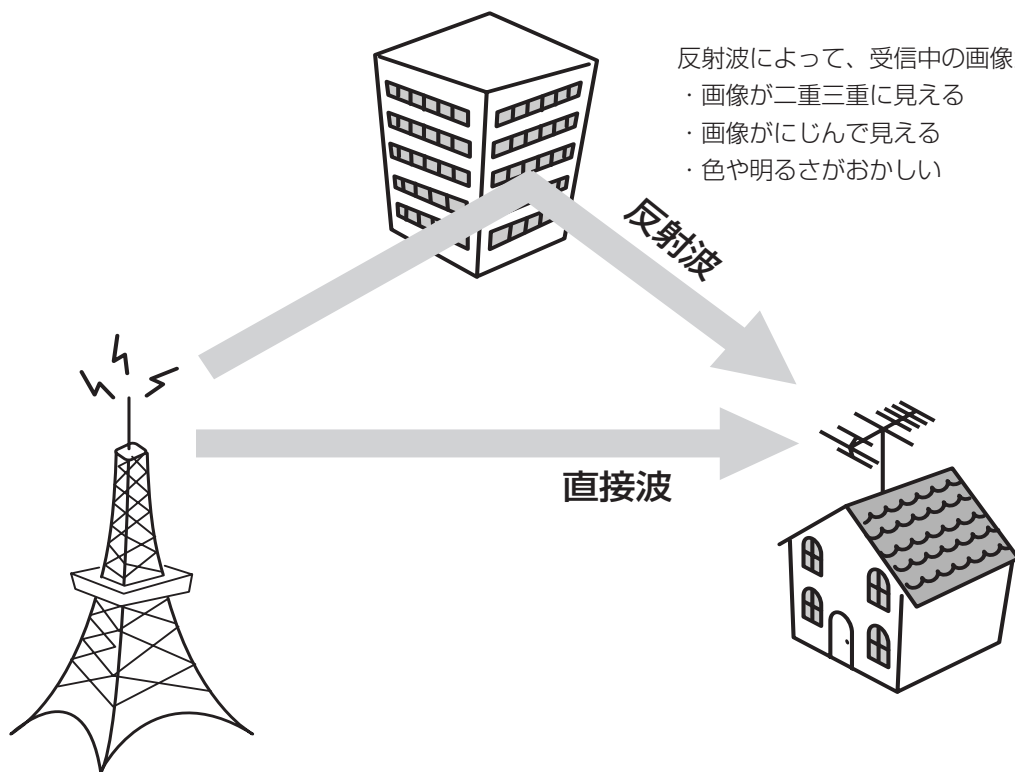 反射波によって、受信中の画像
・画像が二重三重に見える
・画像がにじんで見える
・色や明るさがおかしい
反射波
直接波